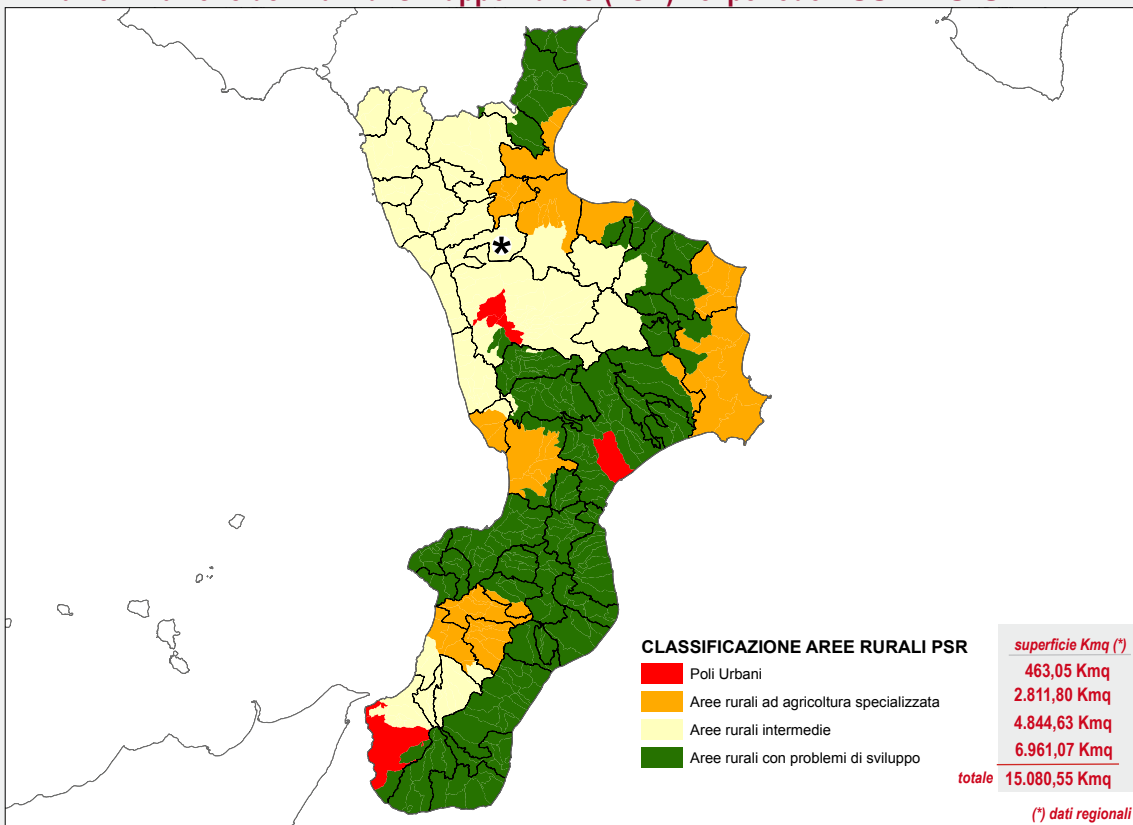 *
CLASSIFICAZIONE AREE RURALI PSR
superficie Kmq (*)
Poli Urbani
463,05 Kmq
Aree rurali ad agricoltura specializzata
2.811,80 Kmq
Aree rurali intermedie
4.844,63 Kmq
Aree rurali con problemi di sviluppo
6.961,07 Kmq
totale 15.080,55 Kmq
(*) dati regionali